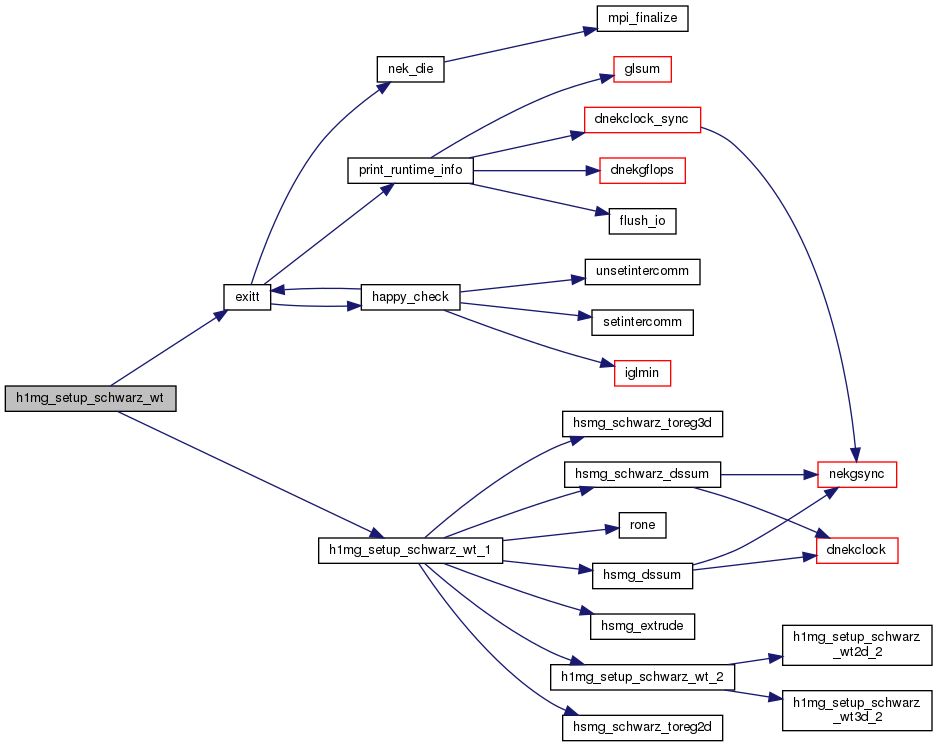 mpi_finalize
nek_die
glsum
dnekclock_sync
print_runtime_info
dnekgflops
flush_io
unsetintercomm
exitt
happy_check
setintercomm
iglmin
h1mg_setup_schwarz_wt
hsmg_schwarz_toreg3d
hsmg_schwarz_dssum
nekgsync
rone
h1mg_setup_schwarz_wt_1
dnekclock
hsmg_dssum
hsmg_extrude
h1mg_setup_schwarz
_wt2d_2
h1mg_setup_schwarz_wt_2
h1mg_setup_schwarz
_wt3d_2
hsmg_schwarz_toreg2d